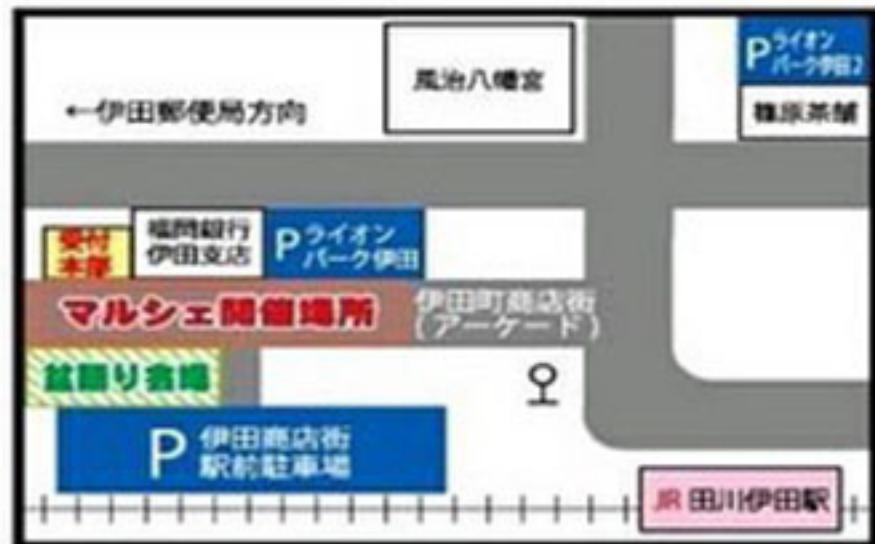 風治八幡宮
P ライオン
パーク伊田2
←伊田郵便局方向
篠原茶舗
受付
本部
福岡銀行
伊田支店
P ライオン
パーク伊田
マルシェ開催場所
伊田町商店街
(アーケード)
盆踊り会場
P 伊田商店街
駅前駐車場
JR 田川伊田駅